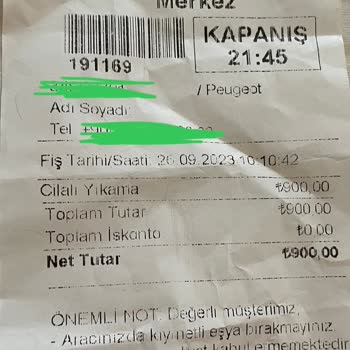 Merkez
KAPANIŞ
21:45
191169
/ Peugeot
Adı Soyadı
Tel
Fiş Tarihi/Saati: 26.09.2023 10:10:42
Cilalı Yıkama ₺900,00
Toplam Tutar ₺900,00
Toplam İskonto ₺0,00
Net Tutar ₺900,00
ÖNEMLİ NOT: Değerli müşterimiz,
- Aracınızda kıymetli eşya bırakmayınız.
kabul etmemektedir